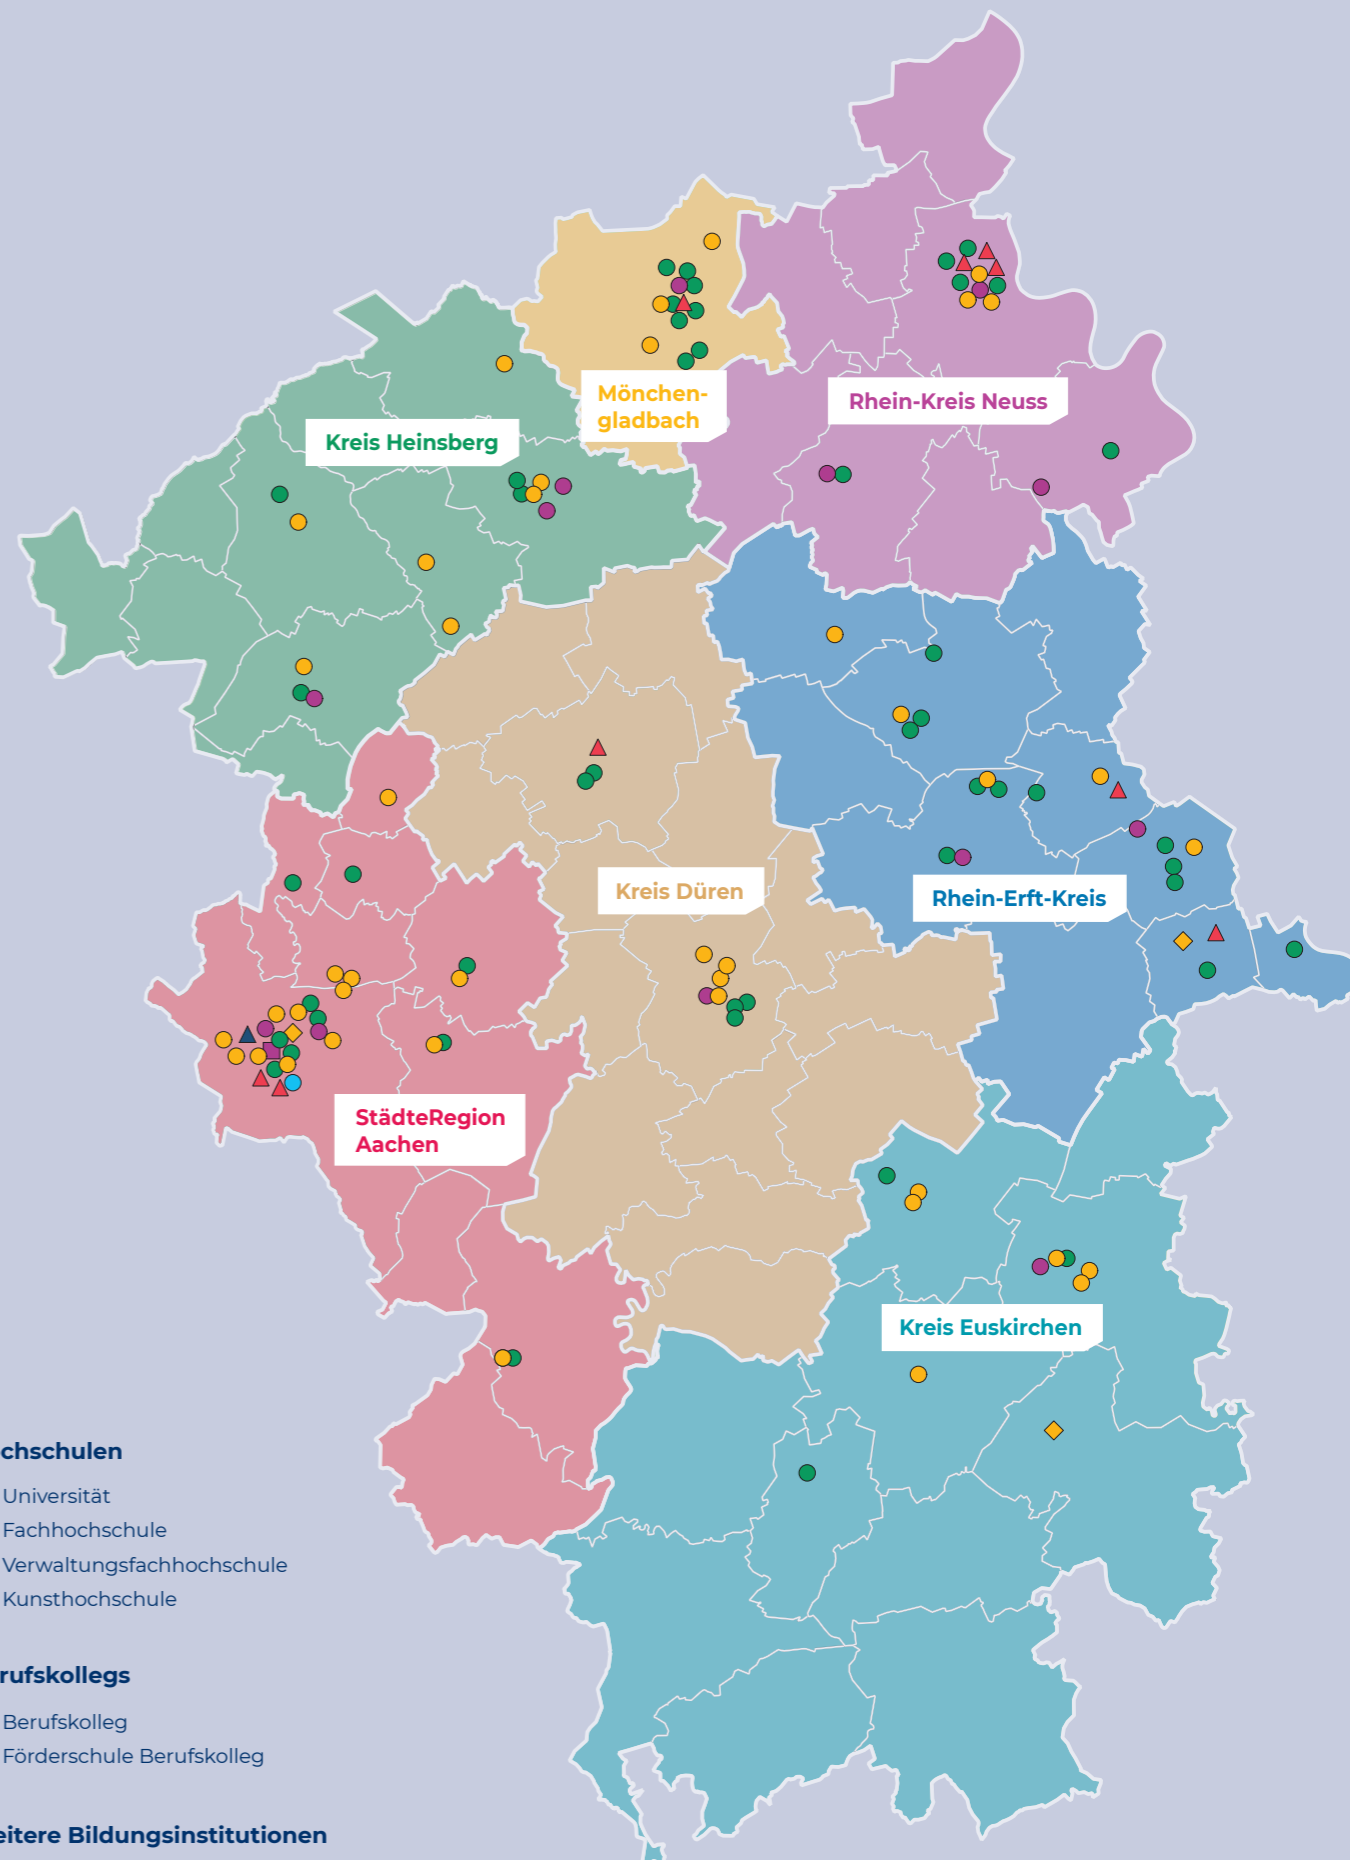 Mönchen-
gladbach
Rhein-Kreis Neuss
Kreis Heinsberg
Kreis Düren
Rhein-Erft-Kreis
StädteRegion
Aachen
Kreis Euskirchen
chschulen
Universität
Fachhochschule
Verwaltungsfachhochschule
Kunsthochschule
rufskollegs
Berufskolleg
Förderschule Berufskolleg
eitere Bildungsinstitutionen